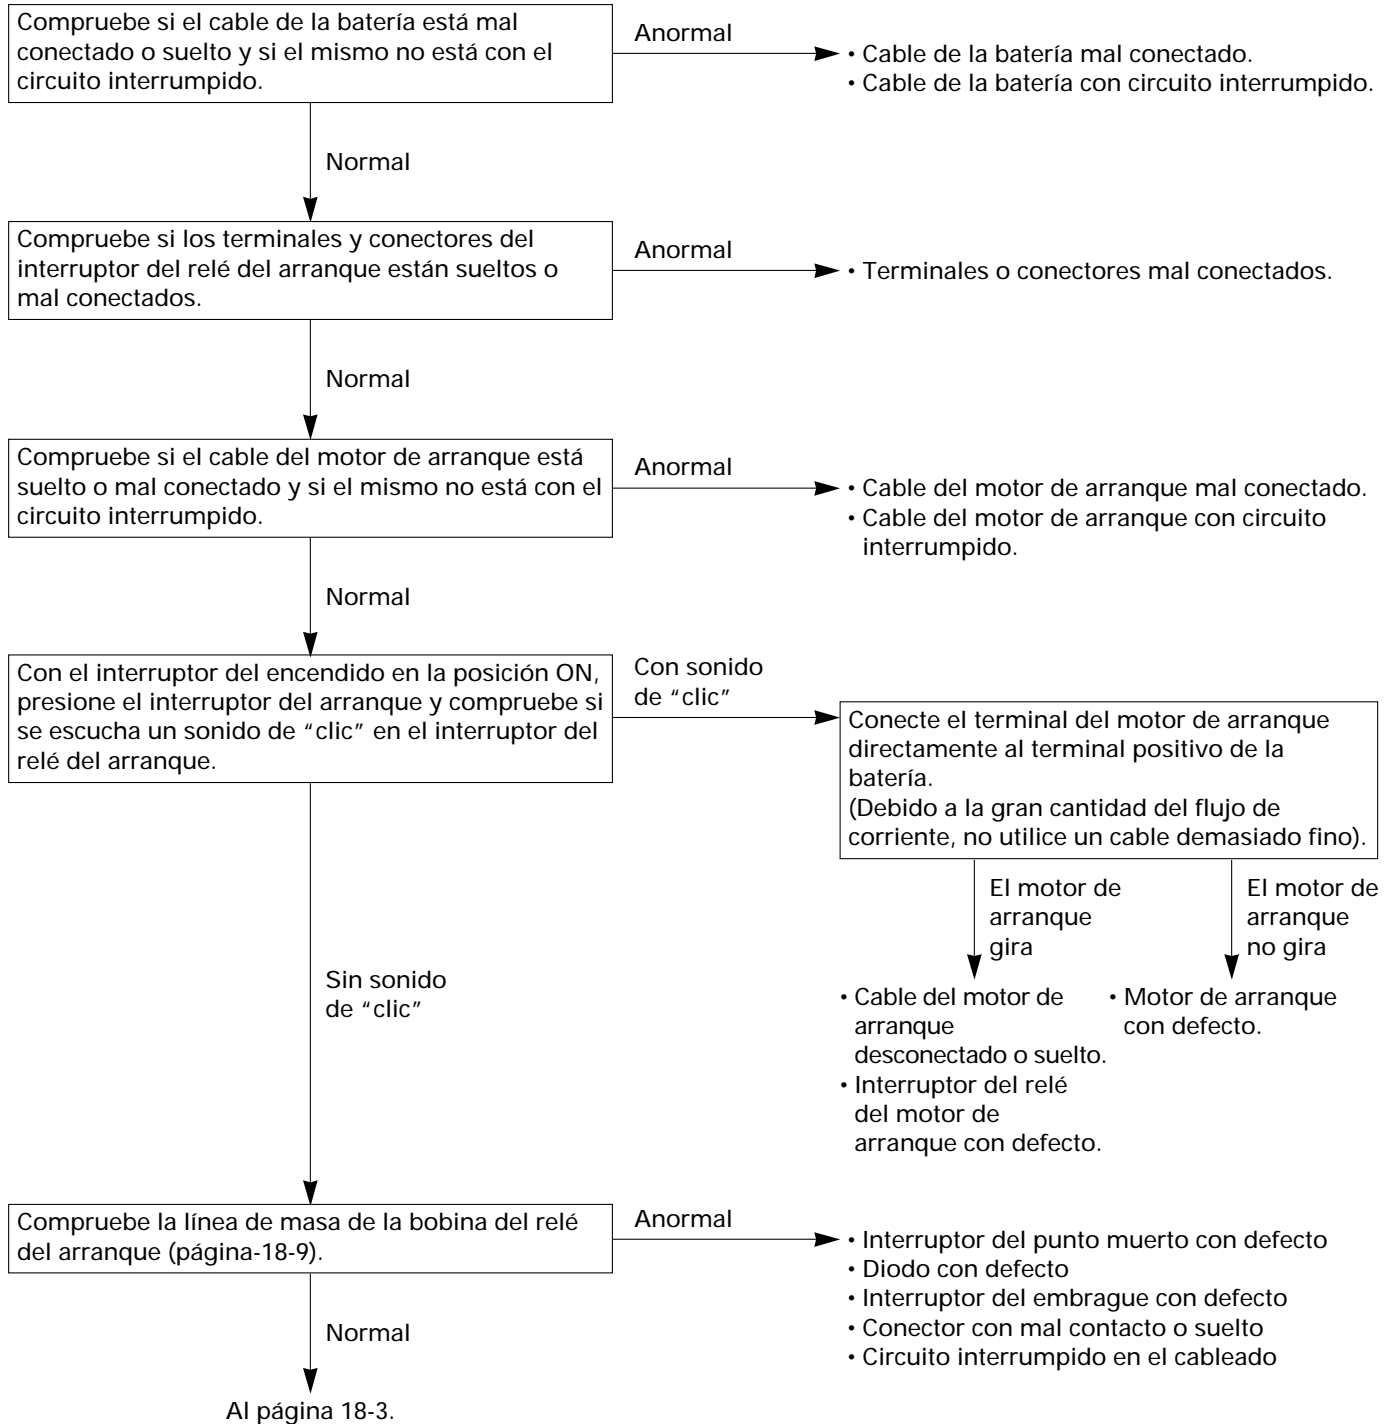 Compruebe si el cable de la batería está mal
conectado o suelto y si el mismo no está con el
circuito interrumpido.
Anormal
• Cable de la batería mal conectado.
• Cable de la batería con circuito interrumpido.
Normal
Compruebe si los terminales y conectores del
interruptor del relé del arranque están sueltos o
mal conectados.
Anormal
• Terminales o conectores mal conectados.
Normal
Compruebe si el cable del motor de arranque está
suelto o mal conectado y si el mismo no está con el
circuito interrumpido.
Anormal
• Cable del motor de arranque mal conectado.
• Cable del motor de arranque con circuito
interrumpido.
Normal
Con el interruptor del encendido en la posición ON,
presione el interruptor del arranque y compruebe si
se escucha un sonido de “clic” en el interruptor del
relé del arranque.
Con sonido
de “clic”
Conecte el terminal del motor de arranque
directamente al terminal positivo de la
batería.
(Debido a la gran cantidad del flujo de
corriente, no utilice un cable demasiado fino).
El motor de
arranque
gira
El motor de
arranque
no gira
• Cable del motor de
arranque
desconectado o suelto.
• Interruptor del relé
del motor de
arranque con defecto.
• Motor de arranque
con defecto.
Sin sonido
de “clic”
Compruebe la línea de masa de la bobina del relé
del arranque (página-18-9).
Anormal
• Interruptor del punto muerto con defecto
• Diodo con defecto
• Interruptor del embrague con defecto
• Conector con mal contacto o suelto
• Circuito interrumpido en el cableado
Normal
Al página 18-3.